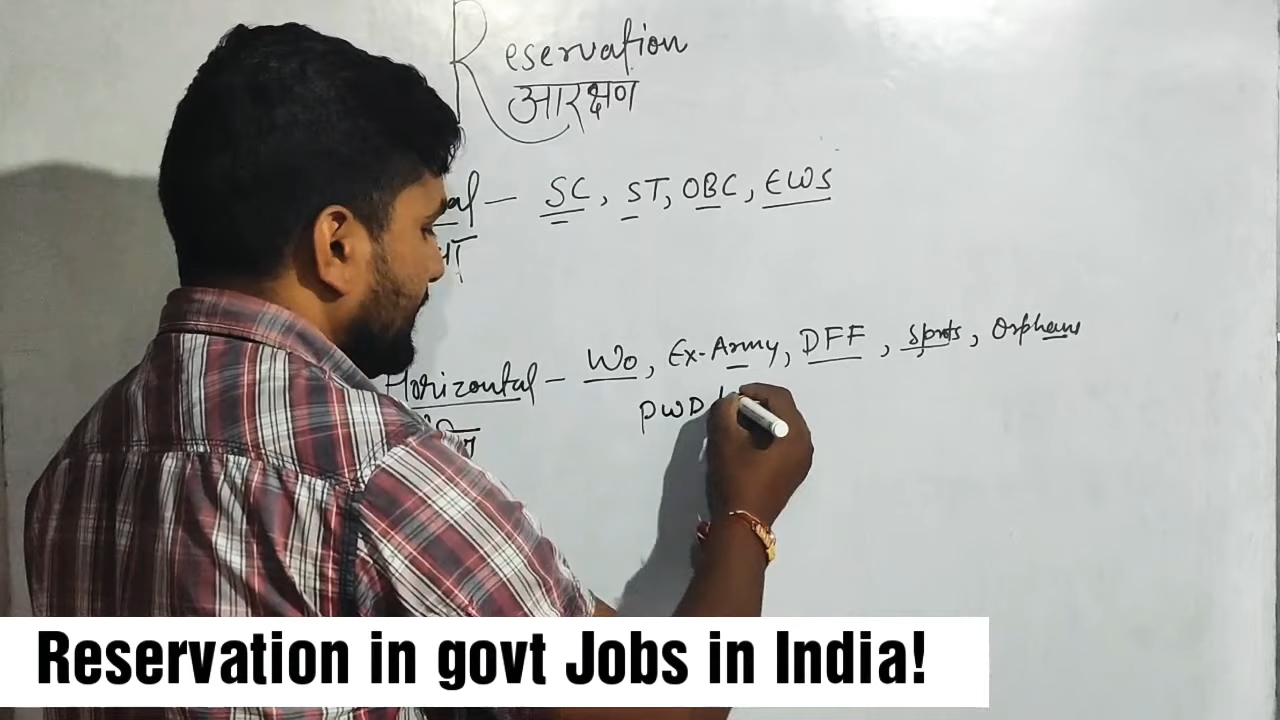 Reservation
आरक्षण
al – SC, ST, OBC, EWS
Horizontal – Wo, Ex-Army, DFF, Sports, Orphans
PWD
Reservation in govt Jobs in India!